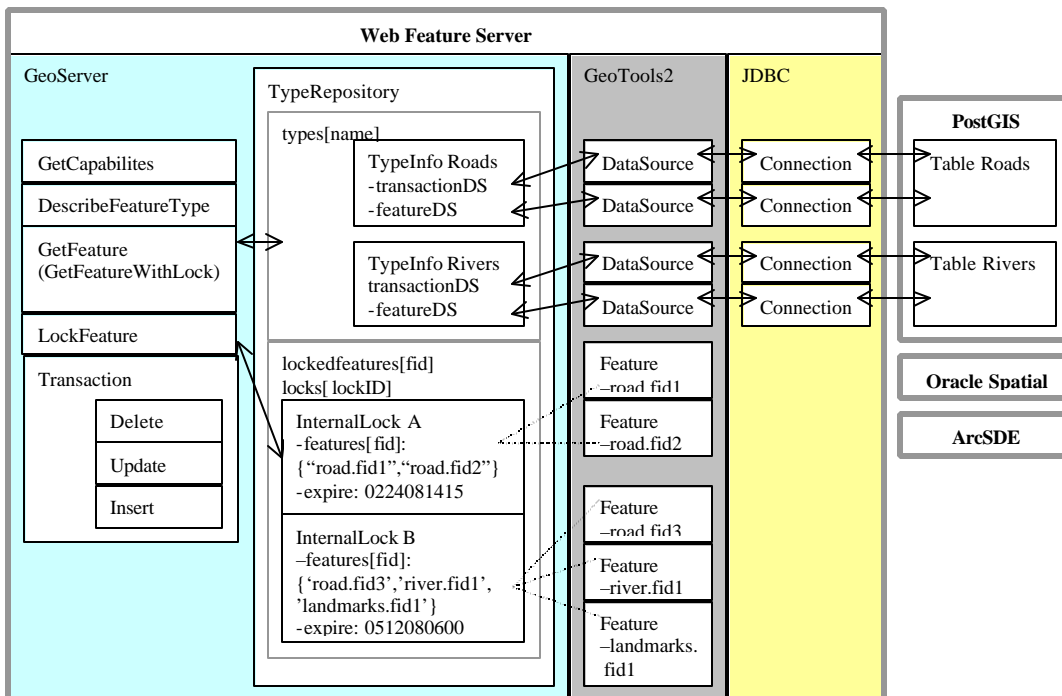 Web Feature Server
GeoServer
GetCapabilites
DescribeFeatureType
GetFeature
(GetFeatureWithLock)
LockFeature
Transaction
Delete
Update
Insert
TypeRepository
types[name]
TypeInfo Roads
-transactionDS
-featureDS
TypeInfo Rivers
transactionDS
-featureDS
lockedfeatures[fid]
locks[ lockID]
InternalLock A
-features[fid]:
{“road.fid1”,“road.fid2”}
-expire: 0224081415
InternalLock B
–features[fid]:
{‘road.fid3’,’river.fid1’,
’landmarks.fid1’}
-expire: 0512080600
GeoTools2
DataSource
DataSource
DataSource
DataSource
Feature
–road.fid1
Feature
–road.fid2
Feature
–road.fid3
Feature
–river.fid1
Feature
–landmarks.
fid1
JDBC
Connection
Connection
Connection
Connection
PostGIS
Table Roads
Table Rivers
Oracle Spatial
ArcSDE